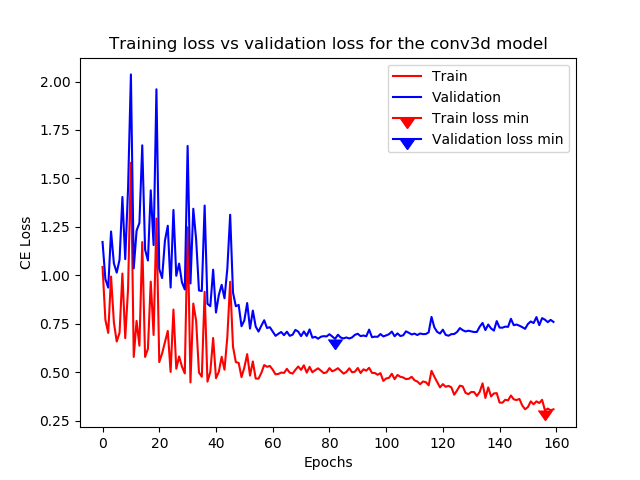 Training loss vs validation loss for the conv3d model
2.00
1.75
1.50
1.25
1.00
0.75
0.50
0.25
CE Loss
Train
Validation
Train loss min
Validation loss min
0 20 40 60 80 100 120 140 160
Epochs